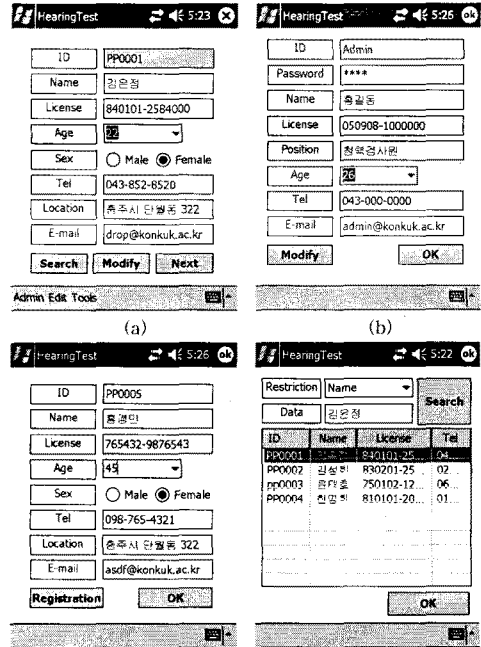 HearingTest 5:23
ID PP0001
Name 김은정
License 840101-2584000
Age 22
Sex Male Female
Tel 043-852-8520
Location 충주시 단월동 322
E-mail drop@konkuk.ac.kr
Search Modify Next
Admin Edit Tools
(a)
HearingTest 5:26 ok
ID Admin
Password ****
Name 홍길동
License 050908-1000000
Position 청력검사원
Age 26
Tel 043-000-0000
E-mail admin@konkuk.ac.kr
Modify OK
(b)
HearingTest 5:26 ok
ID PP0005
Name
License 765432-9876543
Age 45
Sex Male Female
Tel 098-765-4321
Location 충주시 단월동 322
E-mail asdf@konkuk.ac.kr
Registration OK
HearingTest 5:22 ok
Restriction Name
Search
Data 김은정
ID Name License Tel
PP0001 840101-25... 04...
PP0002 830201-25... 02...
pp0003 750102-12... 06...
PP0004 810101-20... 01...
OK